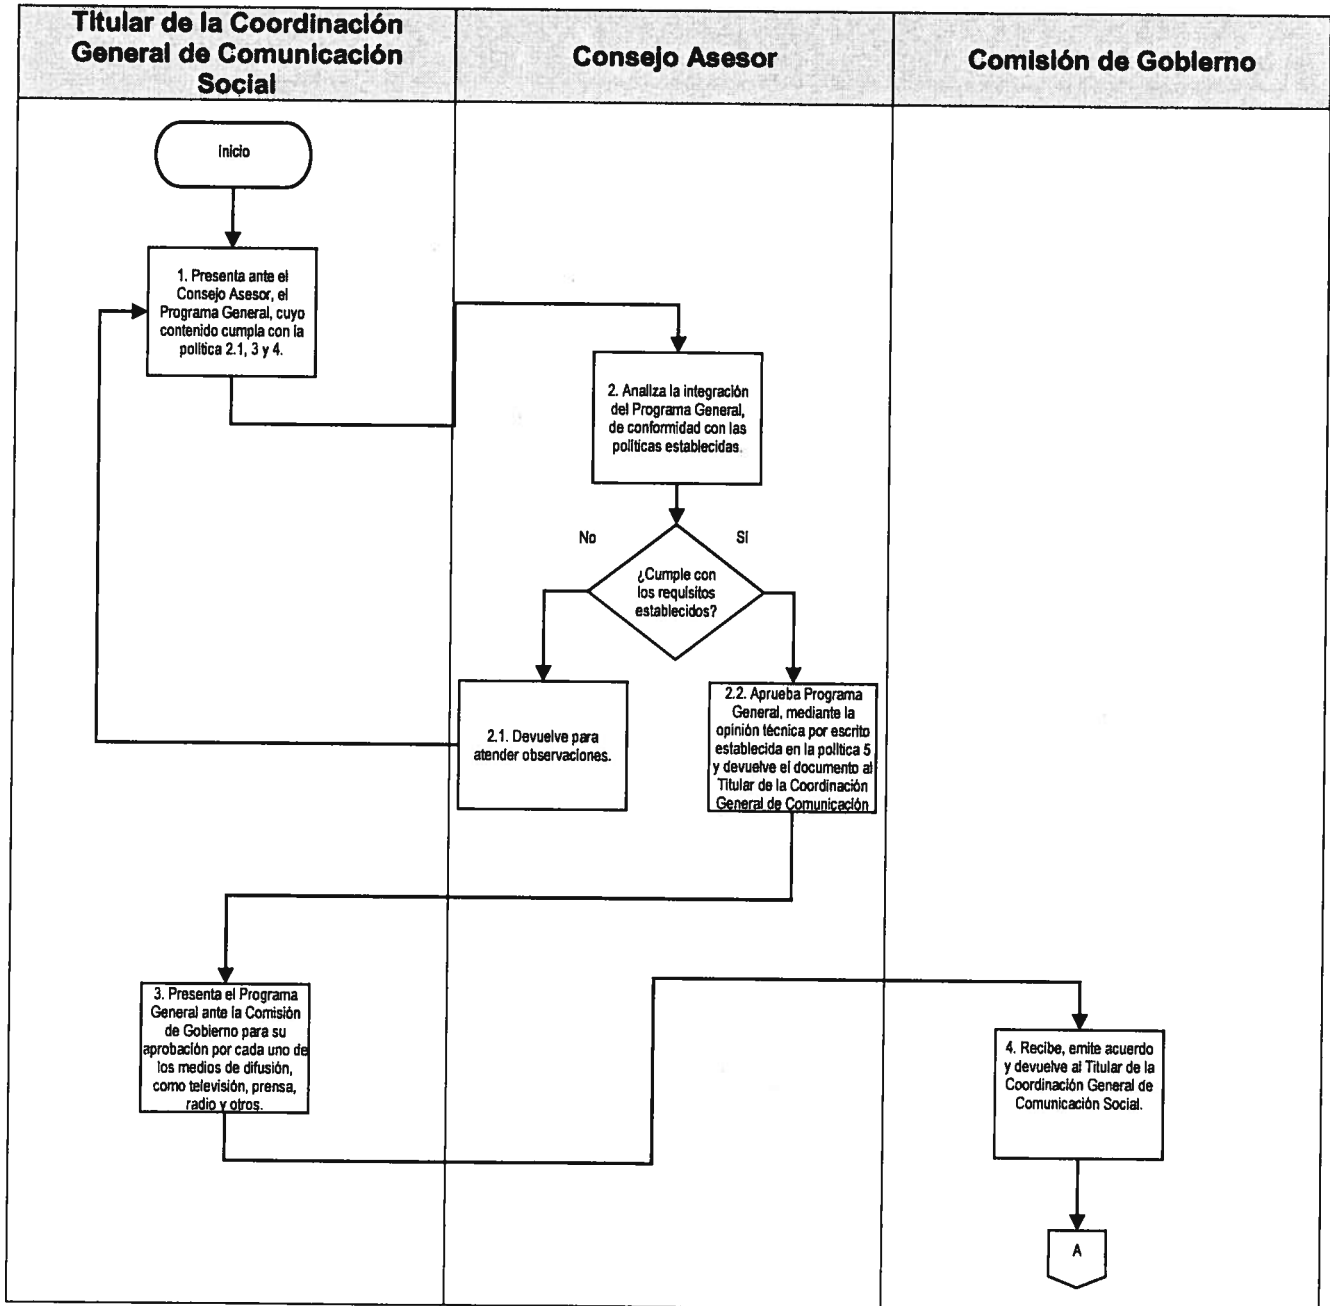 Titular de la Coordinación
General de Comunicación
Social
Consejo Asesor
Comisión de Gobierno
Inicio
1. Presenta ante el
Consejo Asesor, el
Programa General, cuyo
contenido cumpla con la
política 2.1, 3 y 4.
2. Analiza la integración
del Programa General,
de conformidad con las
políticas establecidas.
No
Sí
¿Cumple con
los requisitos
establecidos?
2.1. Devuelve para
atender observaciones.
2.2. Aprueba Programa
General, mediante la
opinión técnica por escrito
establecida en la política 5
y devuelve el documento al
Titular de la Coordinación
General de Comunicación
3. Presenta el Programa
General ante la Comisión
de Gobierno para su
aprobación por cada uno de
los medios de difusión,
como televisión, prensa,
radio y otros.
4. Recibe, emite acuerdo
y devuelve al Titular de la
Coordinación General de
Comunicación Social.
A